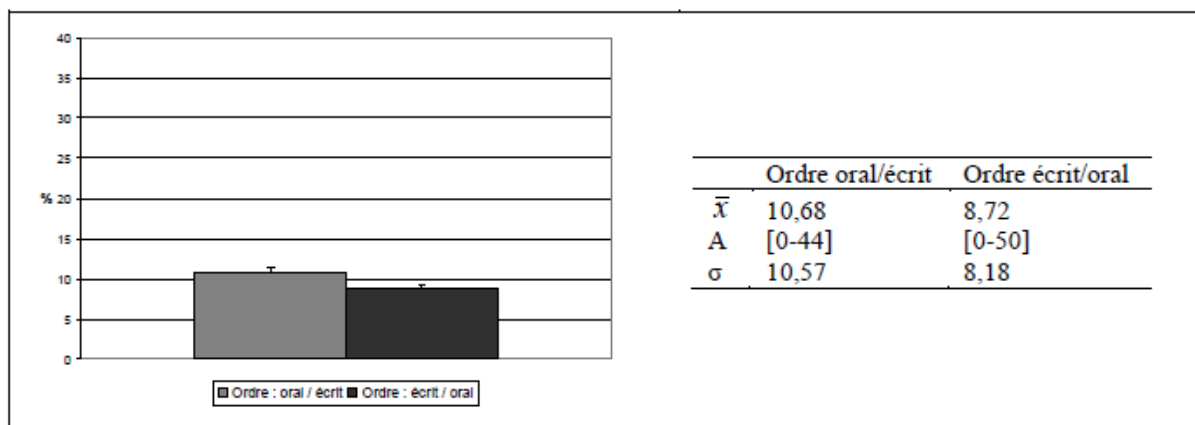 40
35
30
25
% 20
15
10
5
0
Ordre : oral / écrit Ordre : écrit / oral
Ordre oral/écrit Ordre écrit/oral
x̅ 10,68 8,72
A [0-44] [0-50]
σ 10,57 8,18